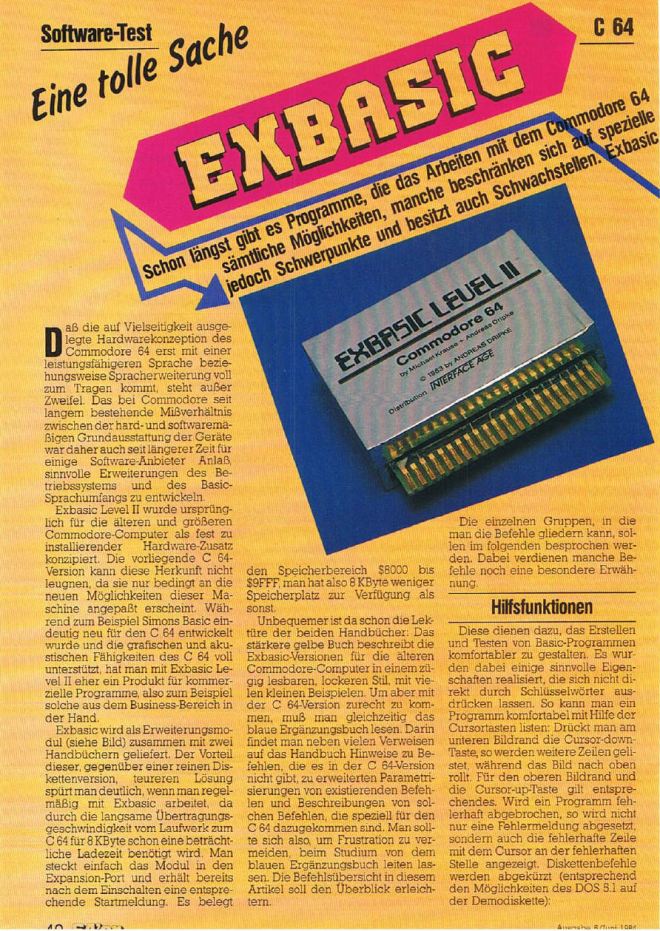 Software-Test
C 64
Eine tolle Sache
EXBASIC
Schon längst gibt es Programme, die das Arbeiten mit dem Commodore 64
sämtliche Möglichkeiten, manche beschränken sich auf spezielle
jedoch Schwerpunkte und besitzt auch Schwachstellen. Exbasic
EXBASIC LEVEL II
Commodore 64
by Michael Krause - Andreas Dripke
© 1983 by ANDREAS DRIPKE
Distribution INTERFACE AGE
Daß die auf Vielseitigkeit ausge-
legte Hardwarekonzeption des
Commodore 64 erst mit einer
leistungsfähigeren Sprache bezie-
hungsweise Spracherweiterung voll
zum Tragen kommt, steht außer
Zweifel. Das bei Commodore seit
langem bestehende Mißverhältnis
zwischen der hard- und softwaremä-
ßigen Grundausstattung der Geräte
war daher auch seit längerer Zeit für
einige Software-Anbieter Anlaß,
sinnvolle Erweiterungen des Be-
triebssystems und des Basic-
Sprachumfangs zu entwickeln.
Exbasic Level II wurde ursprüng-
lich für die älteren und größeren
Commodore-Computer als fest zu
installierender Hardware-Zusatz
konzipiert. Die vorliegende C 64-
Version kann diese Herkunft nicht
leugnen, da sie nur bedingt an die
neuen Möglichkeiten dieser Ma-
schine angepaßt erscheint. Wäh-
rend zum Beispiel Simons Basic ein-
deutig neu für den C 64 entwickelt
wurde und die grafischen und aku-
stischen Fähigkeiten des C 64 voll
unterstützt, hat man mit Exbasic Le-
vel II eher ein Produkt für kommer-
zielle Programme, also zum Beispiel
solche aus dem Business-Bereich in
der Hand.
Exbasic wird als Erweiterungsmo-
dul (siehe Bild) zusammen mit zwei
Handbüchern geliefert. Der Vorteil
dieser, gegenüber einer reinen Dis-
kettenversion, teureren Lösung
spürt man deutlich, wenn man regel-
mäßig mit Exbasic arbeitet, da
durch die langsame Übertragungs-
geschwindigkeit vom Laufwerk zum
C 64 für 8 KByte schon eine beträcht-
liche Ladezeit benötigt wird. Man
steckt einfach das Modul in den
Expansion-Port und erhält bereits
nach dem Einschalten eine entspre-
chende Startmeldung. Es belegt
den Speicherbereich $8000 bis
$9FFF, man hat also 8 KByte weniger
Speicherplatz zur Verfügung als
sonst.
Unbequemer ist da schon die Lek-
türe der beiden Handbücher: Das
stärkere gelbe Buch beschreibt die
Exbasic-Versionen für die älteren
Commodore-Computer in einem zü-
gig lesbaren, lockeren Stil, mit vie-
len kleinen Beispielen. Um aber mit
der C 64-Version zurecht zu kom-
men, muß man gleichzeitig das
blaue Ergänzungsbuch lesen. Darin
findet man neben vielen Verweisen
auf das Handbuch Hinweise zu Be-
fehlen, die es in der C 64-Version
nicht gibt, zu erweiterten Parametri-
sierungen von existierenden Befeh-
len und Beschreibungen von sol-
chen Befehlen, die speziell für den
C 64 dazugekommen sind. Man soll-
te sich also, um Frustration zu ver-
meiden, beim Studium von dem
blauen Ergänzungsbuch leiten las-
sen. Die Befehlsübersicht in diesem
Artikel soll den Überblick erleich-
tern.
Die einzelnen Gruppen, in die
man die Befehle gliedern kann, sol-
len im folgenden besprochen wer-
den. Dabei verdienen manche Be-
fehle noch eine besondere Erwäh-
nung.
Hilfsfunktionen
Diese dienen dazu, das Erstellen
und Testen von Basic-Programmen
komfortabler zu gestalten. Es wur-
den dabei einige sinnvolle Eigen-
schaften realisiert, die sich nicht di-
rekt durch Schlüsselwörter aus-
drücken lassen. So kann man ein
Programm komfortabel mit Hilfe der
Cursortasten listen: Drückt man am
unteren Bildrand die Cursor-down-
Taste, so werden weitere Zeilen geli-
stet, während das Bild nach oben
rollt. Für den oberen Bildrand und
die Cursor-up-Taste gilt entspre-
chendes. Wird ein Programm feh-
lerhaft abgebrochen, so wird nicht
nur eine Fehlermeldung abgesetzt,
sondern auch die fehlerhafte Zeile
mit dem Cursor an der fehlerhaften
Stelle angezeigt. Diskettenbefehle
werden abgekürzt (entsprechend
den Möglichkeiten des DOS 5.1 auf
der Demodiskette):
Ausgabe 6/Juni 1984